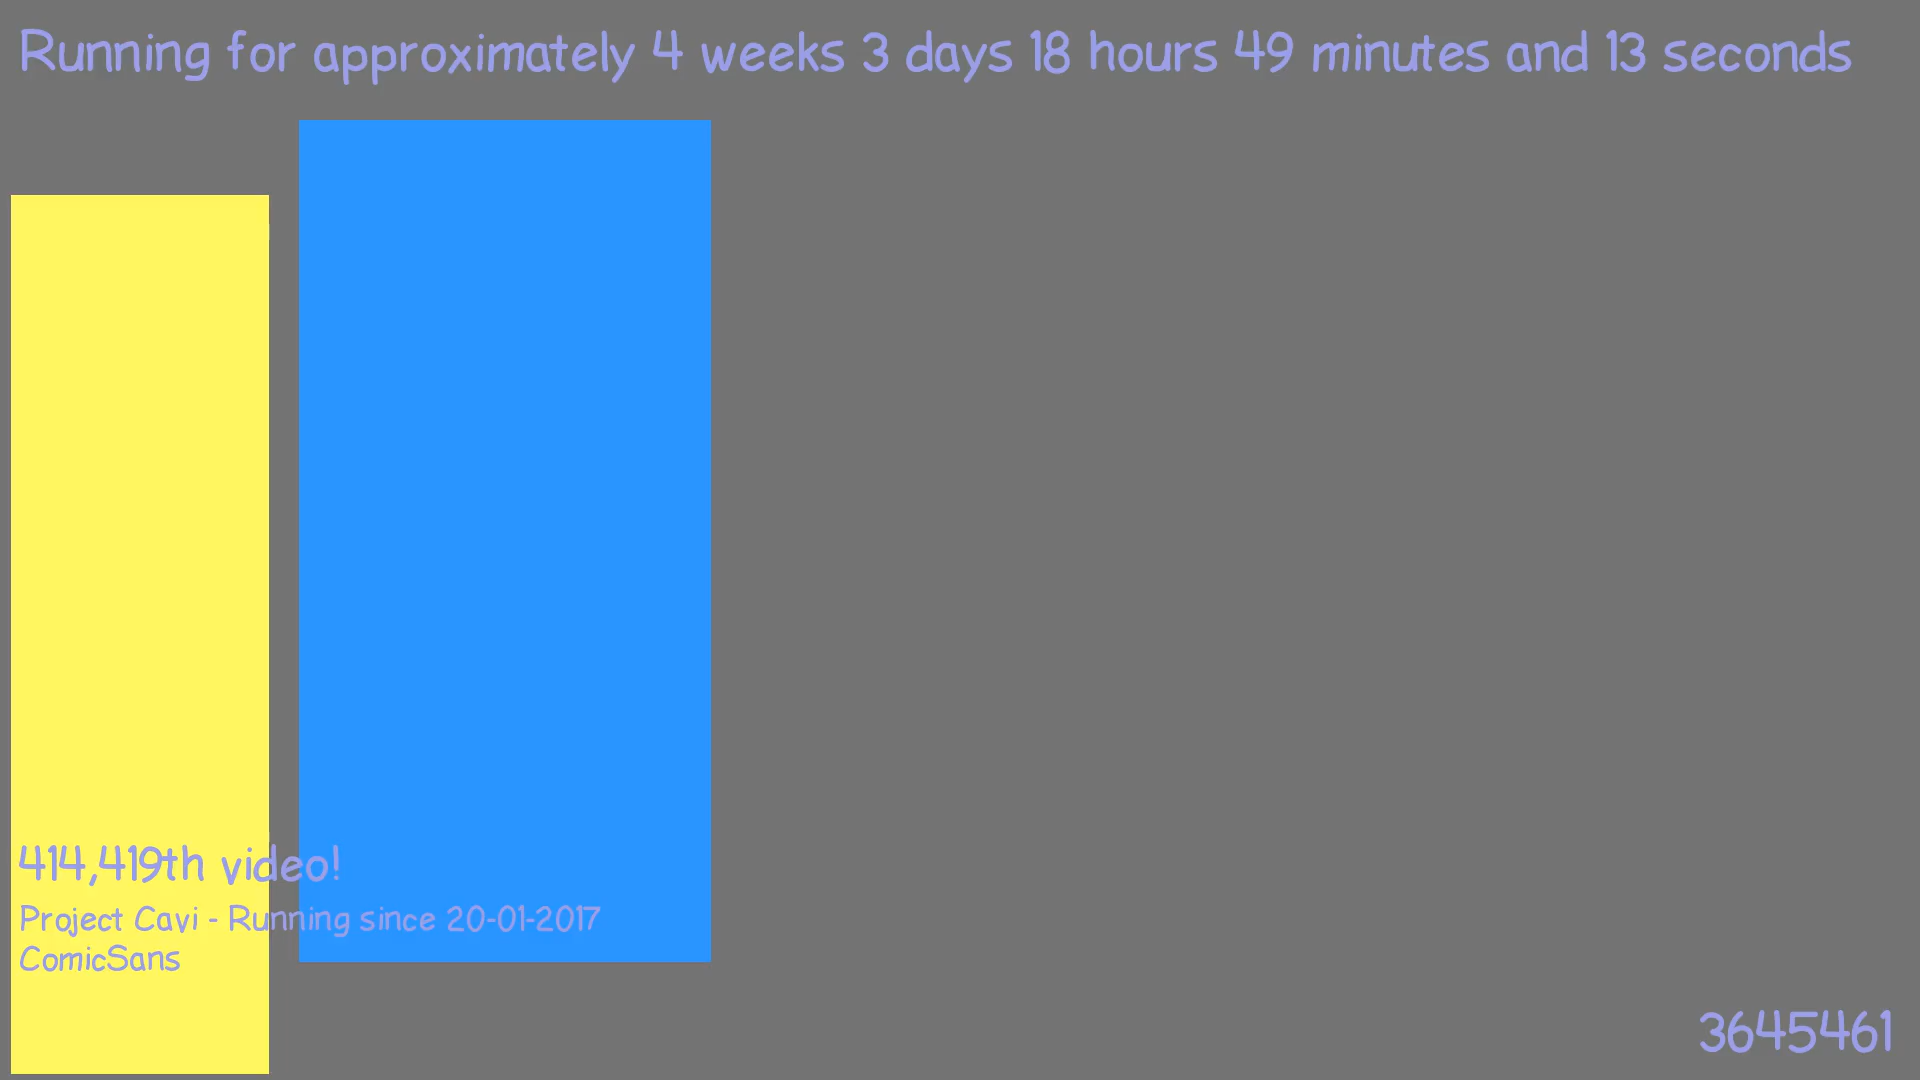 Running for approximately 4 weeks 3 days 18 hours 49 minutes and 13 seconds
414,419th video!
Project Cavi - Running since 20-01-2017
ComicSans
3645461